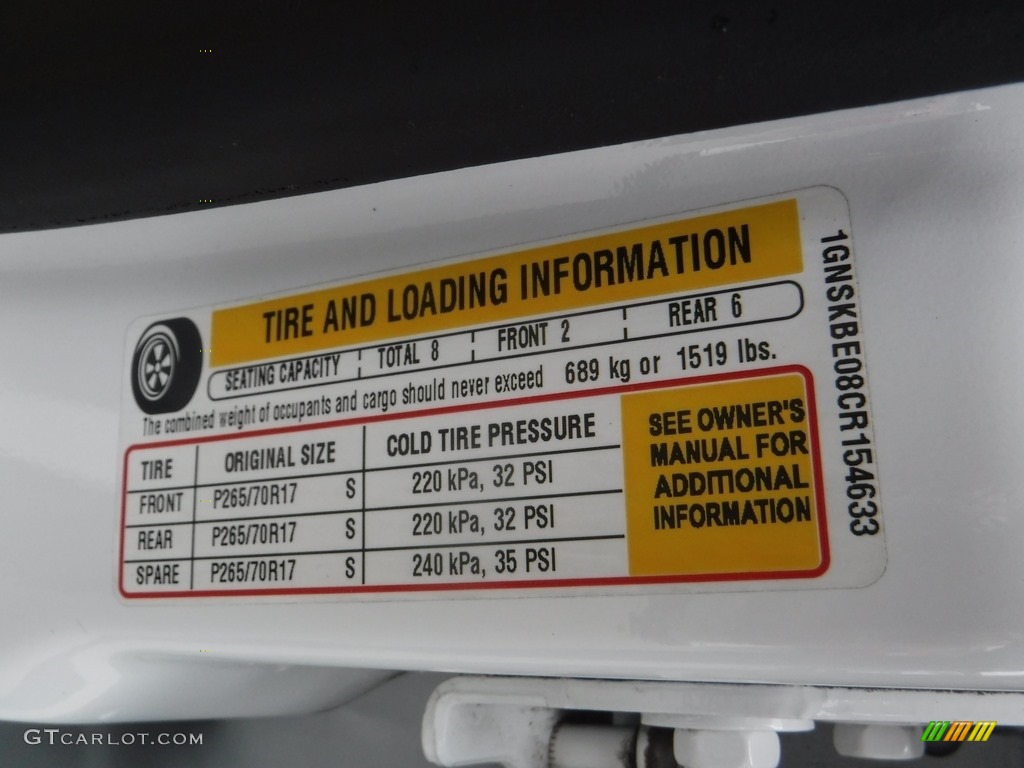 TIRE AND LOADING INFORMATION
SEATING CAPACITY TOTAL 8 FRONT 2 REAR 6
The combined weight of occupants and cargo should never exceed 689 kg or 1519 lbs.
TIRE ORIGINAL SIZE COLD TIRE PRESSURE
FRONT P265/70R17 S 220 kPa, 32 PSI
REAR P265/70R17 S 220 kPa, 32 PSI
SPARE P265/70R17 S 240 kPa, 35 PSI
SEE OWNER'S
MANUAL FOR
ADDITIONAL
INFORMATION
1GNSKBE08CR154633
GTCARLOT.COM